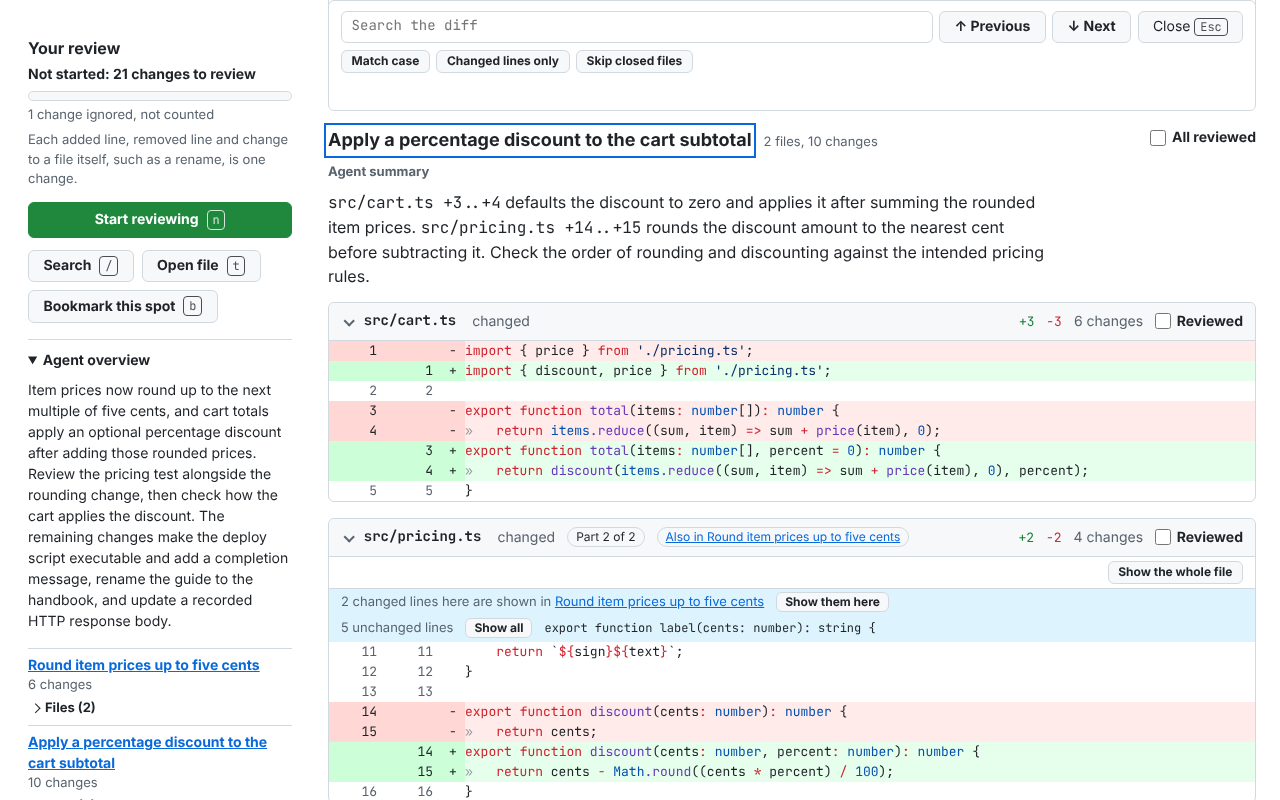 Your review
Not started: 21 changes to review
1 change ignored, not counted
Each added line, removed line and change
to a file itself, such as a rename, is one
change.
Start reviewing n
Search / Open file t
Bookmark this spot b
▼ Agent overview
Item prices now round up to the next
multiple of five cents, and cart totals
apply an optional percentage discount
after adding those rounded prices.
Review the pricing test alongside the
rounding change, then check how the
cart applies the discount. The
remaining changes make the deploy
script executable and add a completion
message, rename the guide to the
handbook, and update a recorded
HTTP response body.
Round item prices up to five cents
6 changes
Files (2)
Apply a percentage discount to the
cart subtotal
10 changes
Search the diff ↑ Previous ↓ Next Close Esc
Match case Changed lines only Skip closed files
Apply a percentage discount to the cart subtotal 2 files, 10 changes All reviewed
Agent summary
src/cart.ts +3..+4 defaults the discount to zero and applies it after summing the rounded
item prices. src/pricing.ts +14..+15 rounds the discount amount to the nearest cent
before subtracting it. Check the order of rounding and discounting against the intended pricing
rules.
src/cart.ts changed +3 -3 6 changes Reviewed
1 - import { price } from './pricing.ts';
1 + import { discount, price } from './pricing.ts';
2 2
3 - export function total(items: number[]): number {
4 - » return items.reduce((sum, item) => sum + price(item), 0);
3 + export function total(items: number[], percent = 0): number {
4 + » return discount(items.reduce((sum, item) => sum + price(item), 0), percent);
5 5 }
src/pricing.ts changed Part 2 of 2 Also in Round item prices up to five cents +2 -2 4 changes Reviewed
Show the whole file
2 changed lines here are shown in Round item prices up to five cents Show them here
5 unchanged lines Show all export function label(cents: number): string {
11 11 return `${sign}${text}`;
12 12 }
13 13
14 - export function discount(cents: number): number {
15 - » return cents;
14 + export function discount(cents: number, percent: number): number {
15 + » return cents - Math.round((cents * percent) / 100);
16 16 }